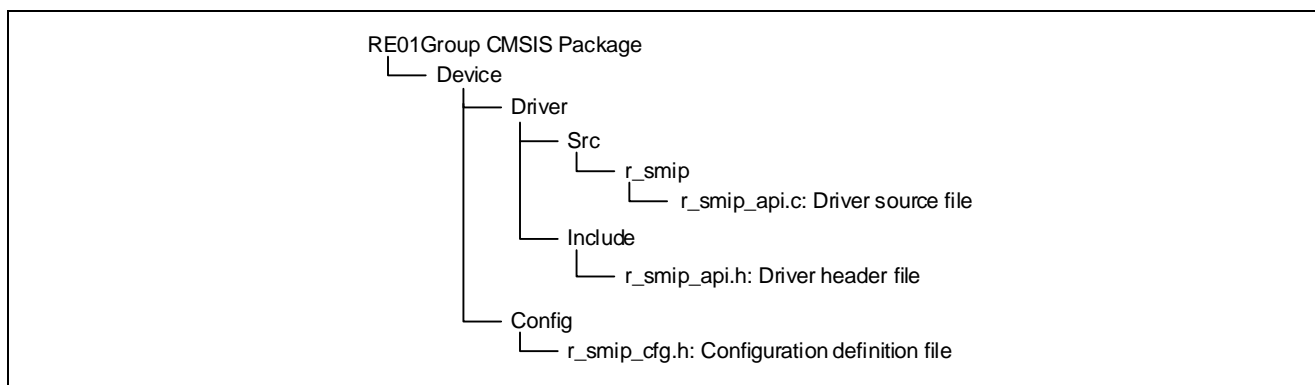 RE01Group CMSIS Package
Device
Driver
Src
r_smip
r_smip_api.c: Driver source file
Include
r_smip_api.h: Driver header file
Config
r_smip_cfg.h: Configuration definition file